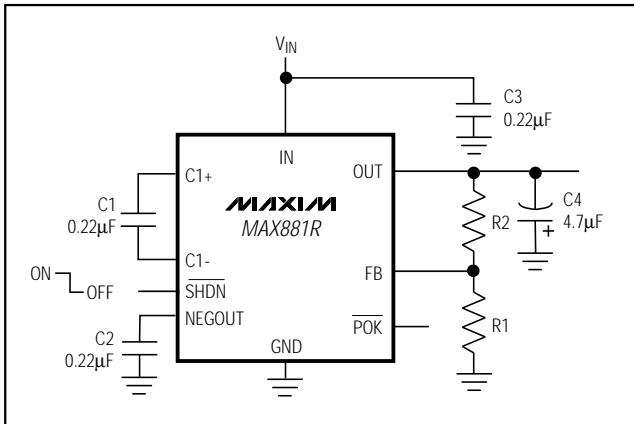 VIN
C3
0.22µF
IN
OUT
C1+
MAXIM
MAX881R
C1
0.22µF
C1-
R2
C4
4.7µF
+
ON
OFF
SHDN
FB
NEGOUT
POK
R1
C2
0.22µF
GND